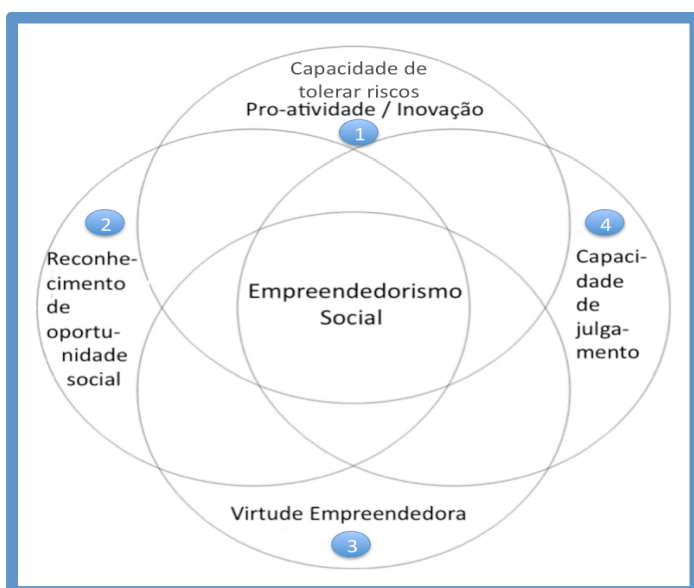 Capacidade de
tolerar riscos
Pro-atividade / Inovação
1
2
Reconhe-
cimento
de
oportu-
nidade
social
Empreendedorismo
Social
4
Capaci-
dade
de
julga-
mento
Virtude Empreendedora
3